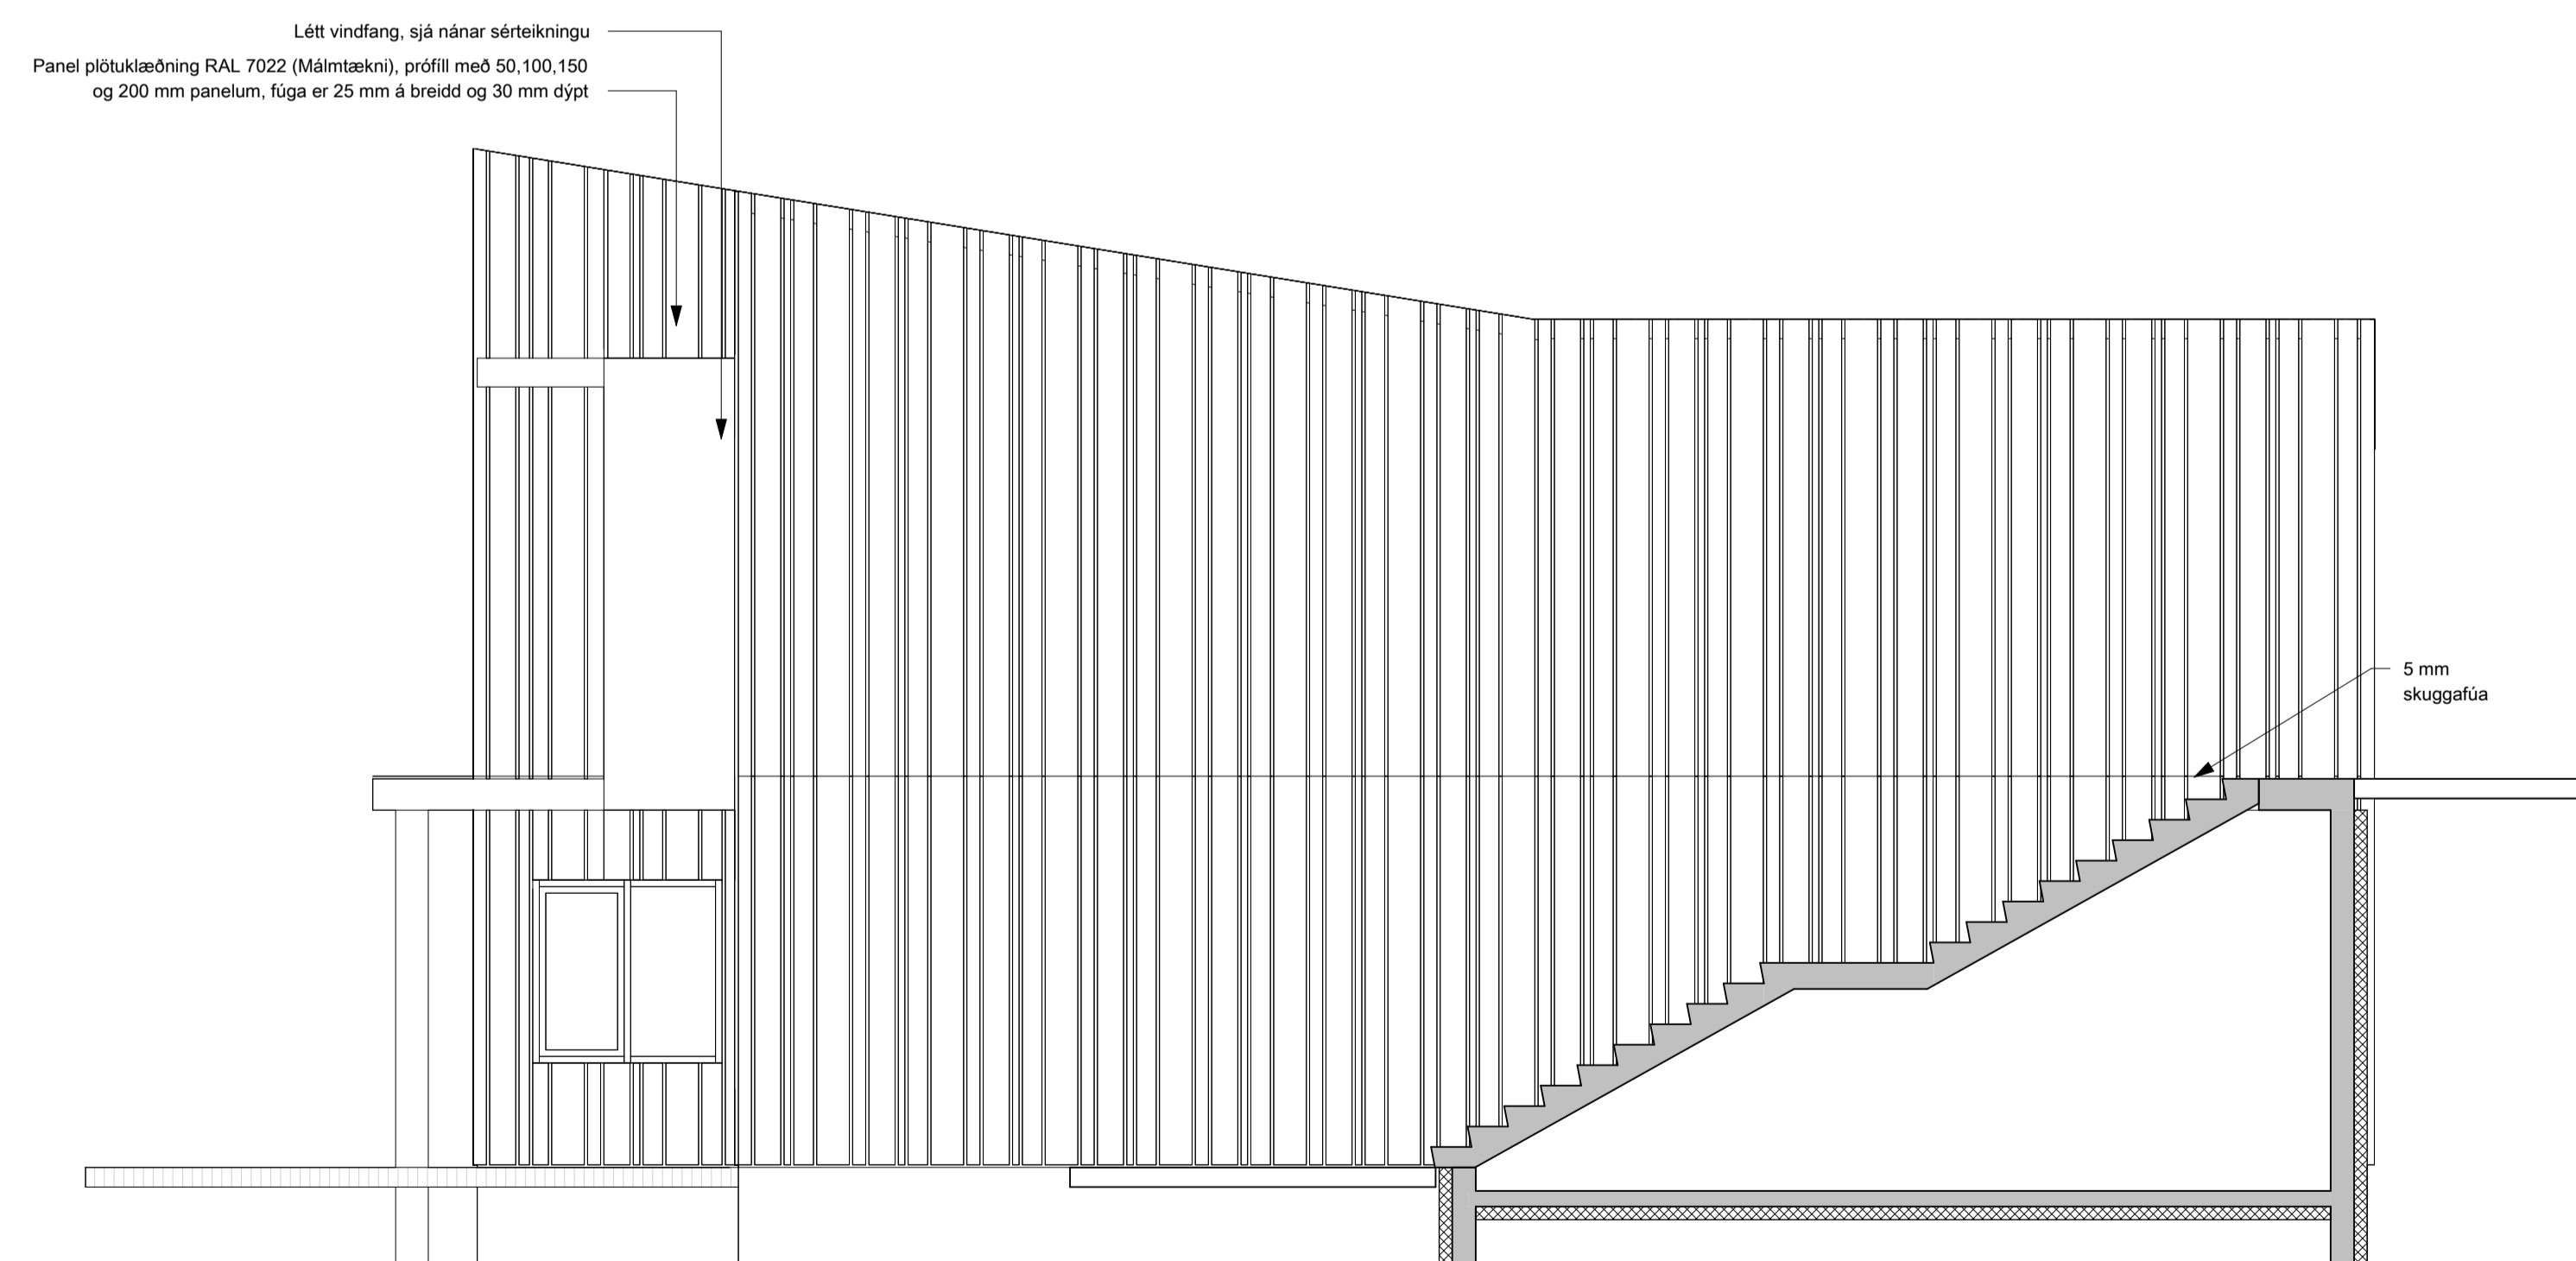 Létt vindfang, sjá nánar sérteikningu
Panel plötuklæðning RAL 7022 (Málmtækni), prófíll með 50,100,150
og 200 mm panelum, fúga er 25 mm á breidd og 30 mm dýpt
5 mm
skuggafúa